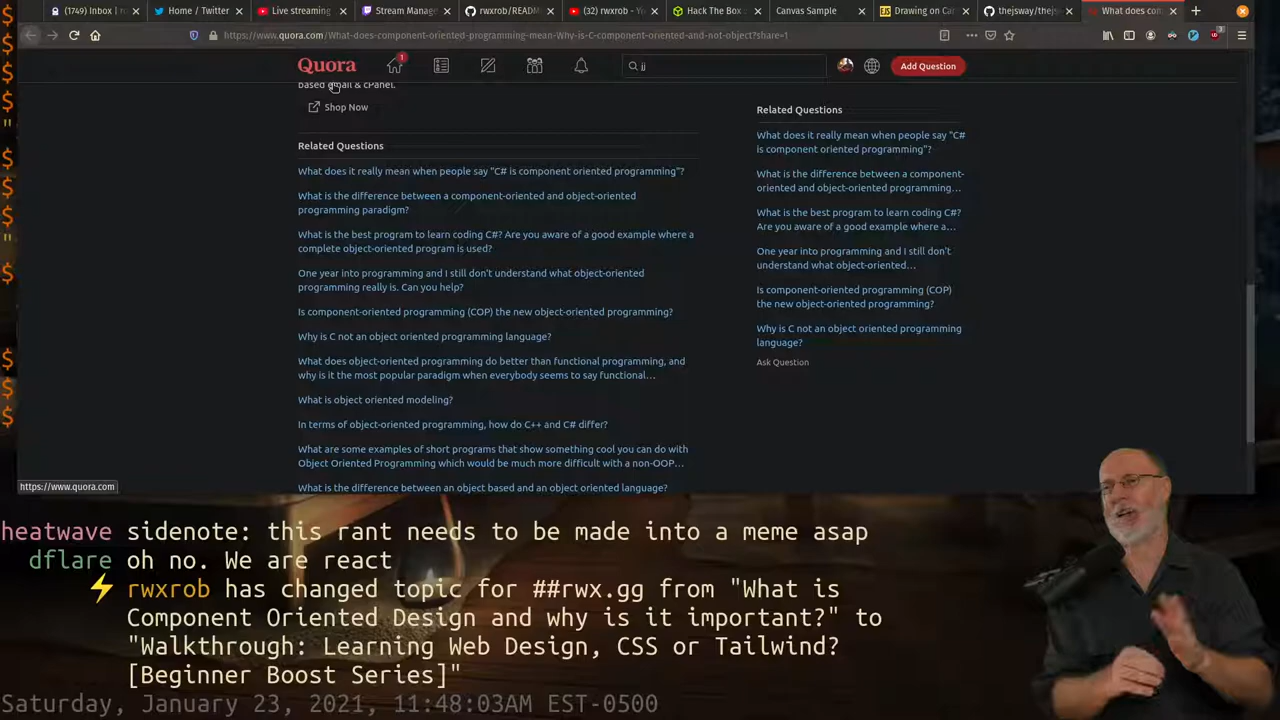 (1749) Inbox | r
Home / Twitter
Live streaming
Stream Manag
rwxrob/READM
(32) rwxrob - Yo
Hack The Box :
Canvas Sample
Drawing on Can
thejsway/thejs
What does com
https://www.quora.com/What-does-component-oriented-programming-mean-Why-is-C-component-oriented-and-not-object?share=1
Quora
1
jj
Add Question
based email & cPanel.
Shop Now
Related Questions
What does it really mean when people say "C# is component oriented programming"?
What is the difference between a component-oriented and object-oriented
programming paradigm?
What is the best program to learn coding C#? Are you aware of a good example where a
complete object-oriented program is used?
One year into programming and I still don't understand what object-oriented
programming really is. Can you help?
Is component-oriented programming (COP) the new object-oriented programming?
Why is C not an object oriented programming language?
What does object-oriented programming do better than functional programming, and
why is it the most popular paradigm when everybody seems to say functional...
What is object oriented modeling?
In terms of object-oriented programming, how do C++ and C# differ?
What are some examples of short programs that show something cool you can do with
Object Oriented Programming which would be much more difficult with a non-OOP...
What is the difference between an object based and an object oriented language?
Related Questions
What does it really mean when people say "C#
is component oriented programming"?
What is the difference between a component-
oriented and object-oriented programming...
What is the best program to learn coding C#?
Are you aware of a good example where a...
One year into programming and I still don't
understand what object-oriented...
Is component-oriented programming (COP)
the new object-oriented programming?
Why is C not an object oriented programming
language?
Ask Question
https://www.quora.com
heatwave sidenote: this rant needs to be made into a meme asap
dflare oh no. We are react
rwxrob has changed topic for ##rwx.gg from "What is
Component Oriented Design and why is it important?" to
"Walkthrough: Learning Web Design, CSS or Tailwind?
[Beginner Boost Series]"
Saturday, January 23, 2021, 11:48:03AM EST-0500